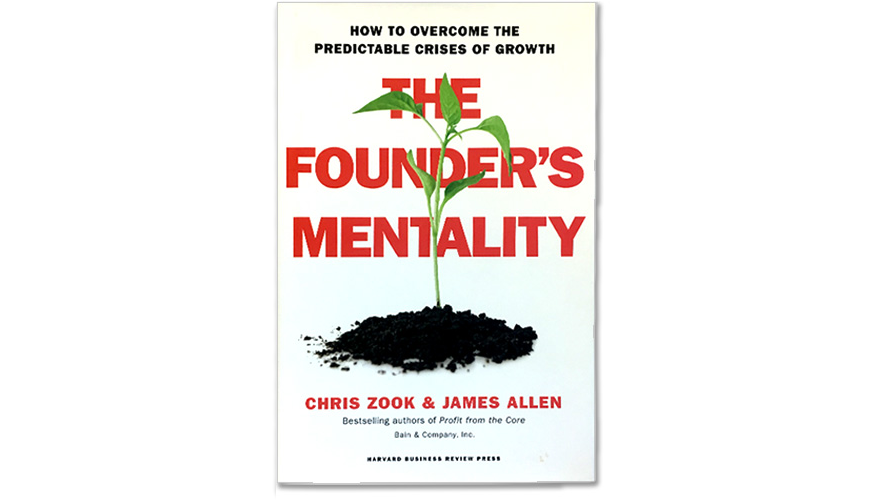 HOW TO OVERCOME THE
PREDICTABLE CRISES OF GROWTH
THE
FOUNDER'S
MENTALITY
CHRIS ZOOK & JAMES ALLEN
Bestselling authors of Profit from the Core
Bain & Company, Inc.
HARVARD BUSINESS REVIEW PRESS